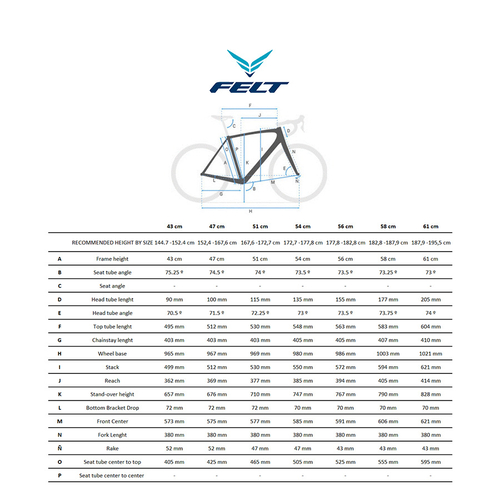 FELT
F
J
C
D
P
I
K
E
L
M
Ñ
G
B
H
43 cm 47 cm 51 cm 54 cm 56 cm 58 cm 61 cm
RECOMMENDED HEIGHT BY SIZE 144.7 -152.4 cm 152,4 -167,6 cm 167,6 -172,7 cm 172,7 -177,8 cm 177,8 -182,8 cm 182,8 -187,9 cm 187,9 -195,5 cm
A Frame height 43 cm 47 cm 51 cm 54 cm 56 cm 58 cm 61 cm
B Seat tube angle 75.25 º 74.5 º 74 º 73.5 º 73.5 º 73.25 º 73 º
C Seat tube angle - - - - - - -
D Head tube lenght 90 mm 100 mm 115 mm 135 mm 155 mm 177 mm 205 mm
E Head tube angle 70.5 º 71.5 º 72.25 º 73 º 73.5 º 73.75 º 74 º
F Top tube lenght 495 mm 512 mm 530 mm 548 mm 563 mm 583 mm 604 mm
G Chainstay lenght 403 mm 403 mm 403 mm 405 mm 405 mm 407 mm 410 mm
H Wheel base 965 mm 967 mm 969 mm 980 mm 986 mm 1003 mm 1021 mm
I Stack 499 mm 512 mm 530 mm 550 mm 572 mm 594 mm 621 mm
J Reach 362 mm 369 mm 377 mm 385 mm 394 mm 405 mm 414 mm
K Stand-over height 657 mm 676 mm 708 mm 742 mm 767 mm 790 mm 828 mm
L Bottom Bracket Drop 72 mm 72 mm 72 mm 70 mm 70 mm 70 mm 70 mm
M Front Center 573 mm 575 mm 577 mm 585 mm 591 mm 606 mm 621 mm
N Fork Lenght 380 mm 380 mm 380 mm 380 mm 380 mm 380 mm 380 mm
Ñ Rake 52 mm 52 mm 47 mm 47 mm 43 mm 43 mm 43 mm
O Seat tube center to top 405 mm 425 mm 465 mm 505 mm 525 mm 555 mm 595 mm
P Seat tube center to center - - - - - - -